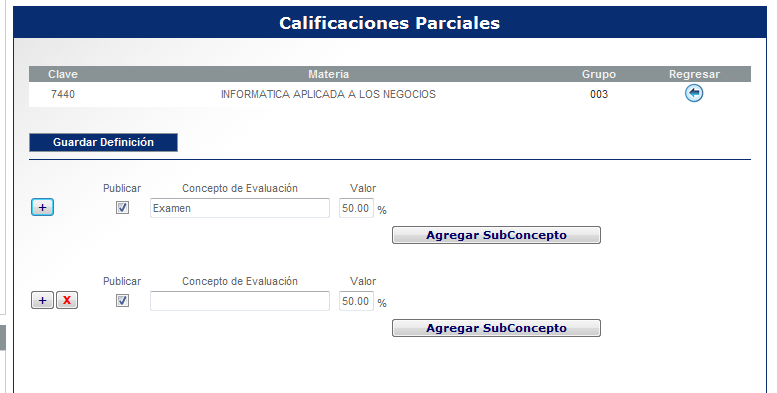 Calificaciones Parciales
Clave Materia Grupo Regresar
7440 INFORMATICA APLICADA A LOS NEGOCIOS 003
Guardar Definición
Publicar Concepto de Evaluación Valor
+ Examen 50.00 %
Agregar SubConcepto
Publicar Concepto de Evaluación Valor
+ X 50.00 %
Agregar SubConcepto